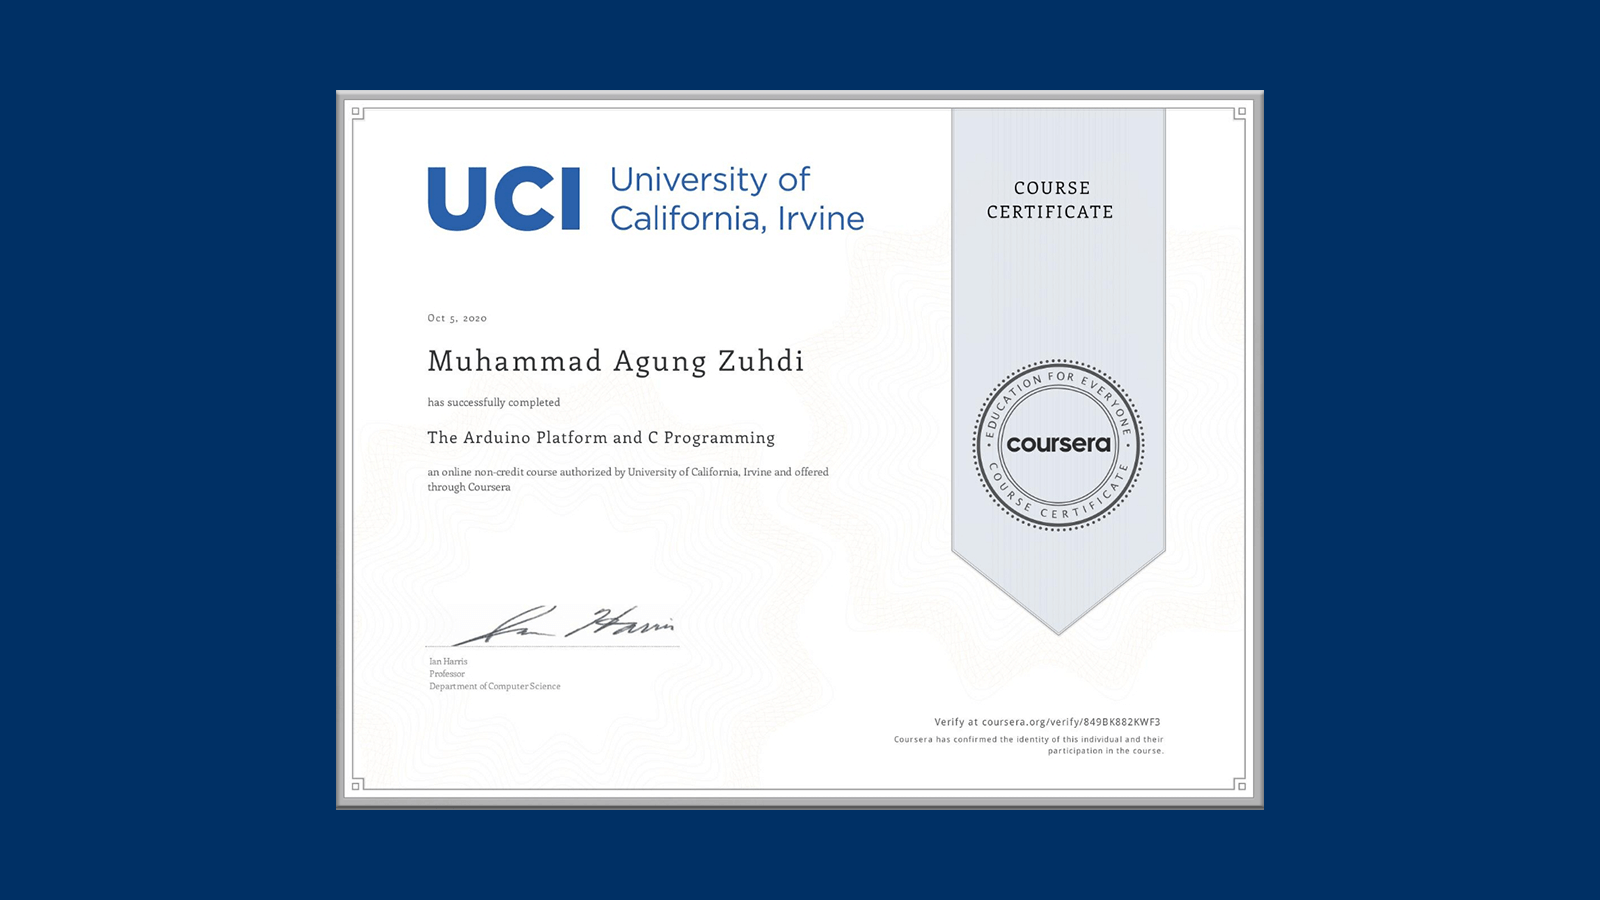 UCI University of
California, Irvine
COURSE
CERTIFICATE
Oct 5, 2020
Muhammad Agung Zuhdi
has successfully completed
The Arduino Platform and C Programming
an online non-credit course authorized by University of California, Irvine and offered
through Coursera
EDUCATION FOR EVERYONE
coursera
COURSE CERTIFICATE
Ian Harris
Ian Harris
Professor
Department of Computer Science
Verify at coursera.org/verify/849BK882KWF3
Coursera has confirmed the identity of this individual and their
participation in the course.